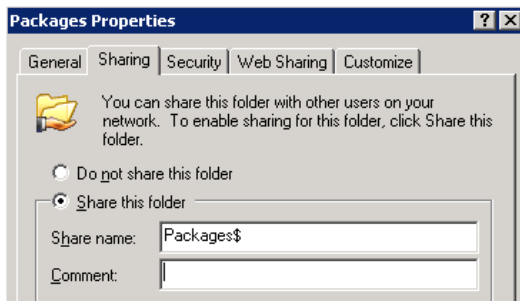 Packages Properties
? X
General Sharing Security Web Sharing Customize
You can share this folder with other users on your
network. To enable sharing for this folder, click Share this
folder.
Do not share this folder
Share this folder
Share name: Packages$
Comment: